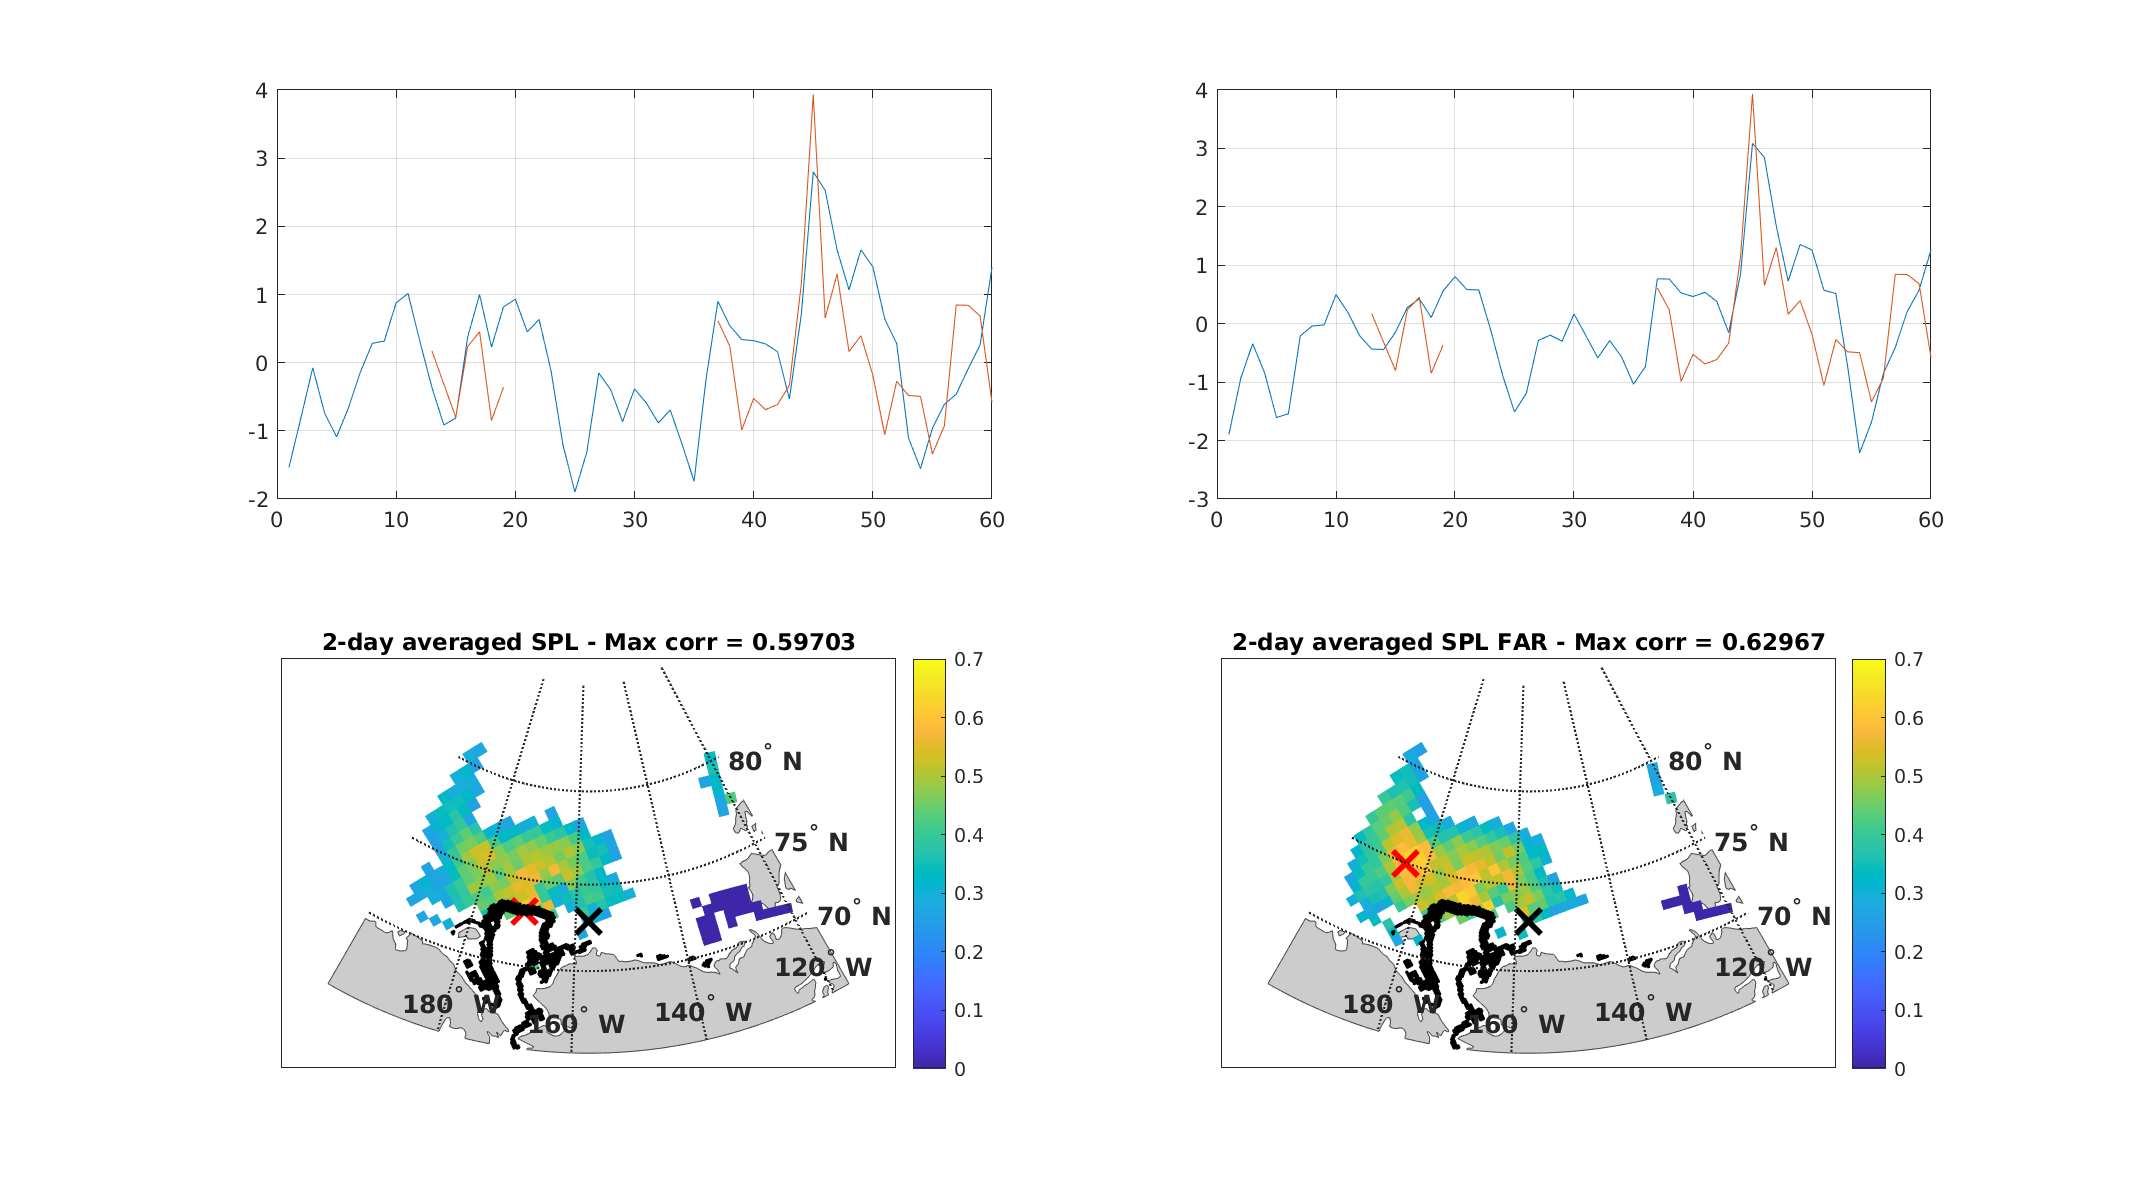 4
3
2
1
0
-1
-2
0 10 20 30 40 50 60
4
3
2
1
0
-1
-2
-3
0 10 20 30 40 50 60
2-day averaged SPL - Max corr = 0.59703
80° N
75° N
70° N
120° W
180° W
160° W
140° W
0.7
0.6
0.5
0.4
0.3
0.2
0.1
0
2-day averaged SPL FAR - Max corr = 0.62967
80° N
75° N
70° N
120° W
180° W
160° W
140° W
0.7
0.6
0.5
0.4
0.3
0.2
0.1
0